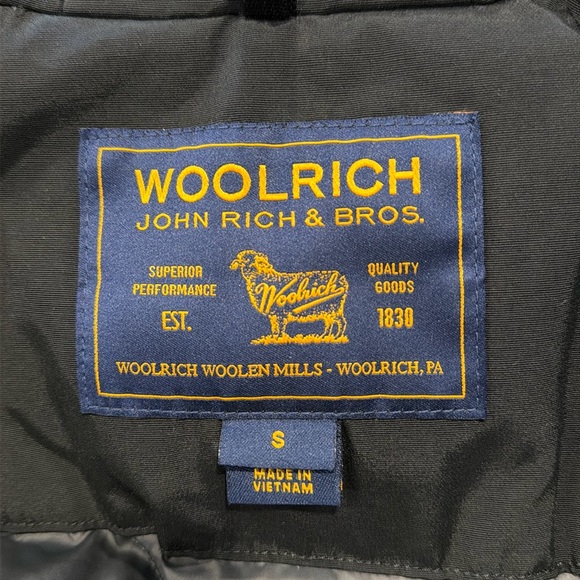 WOOLRICH
JOHN RICH & BROS.
SUPERIOR PERFORMANCE
Woolrich
QUALITY GOODS
EST.
1830
WOOLRICH WOOLEN MILLS - WOOLRICH, PA
S
MADE IN
VIETNAM